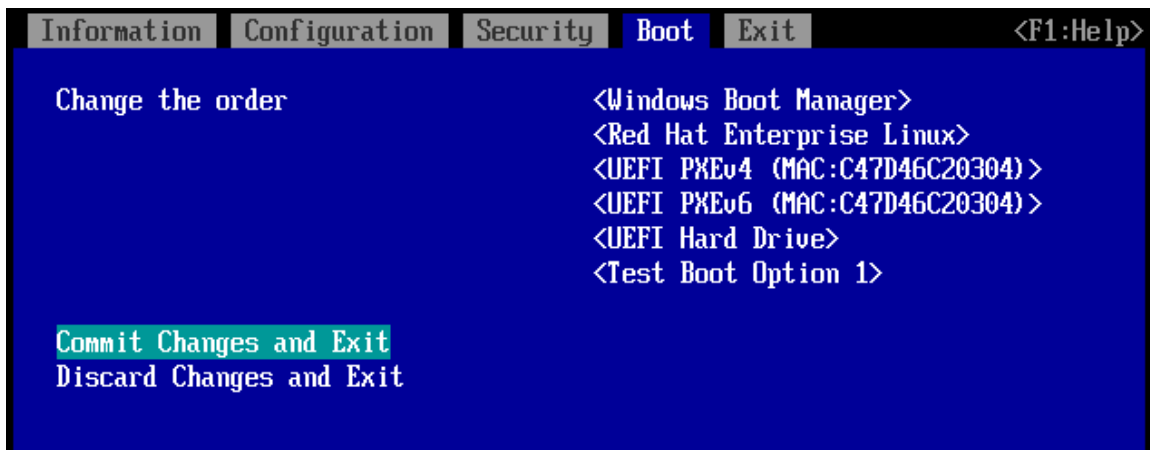 Information Configuration Security Boot Exit <F1:Help>
Change the order <Windows Boot Manager>
<Red Hat Enterprise Linux>
<UEFI PXEv4 (MAC:C47D46C20304)>
<UEFI PXEv6 (MAC:C47D46C20304)>
<UEFI Hard Drive>
<Test Boot Option 1>
Commit Changes and Exit
Discard Changes and Exit